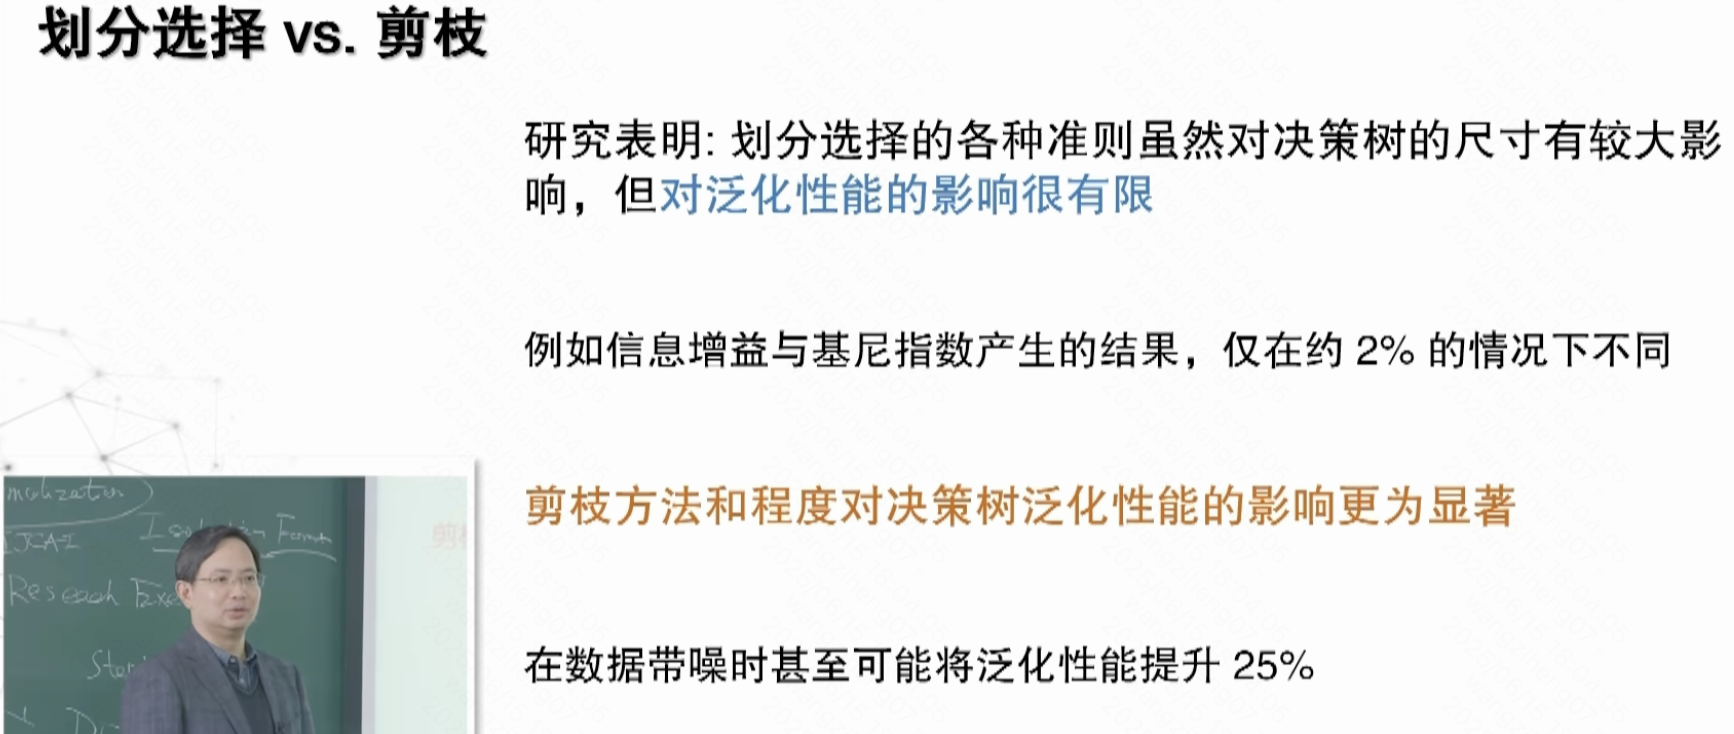 划分选择 vs. 剪枝
研究表明: 划分选择的各种准则虽然对决策树的尺寸有较大影
响，但对泛化性能的影响很有限
例如信息增益与基尼指数产生的结果，仅在约 2% 的情况下不同
剪枝方法和程度对决策树泛化性能的影响更为显著
在数据带噪时甚至可能将泛化性能提升 25%
malization
IJCAI
Research
剪